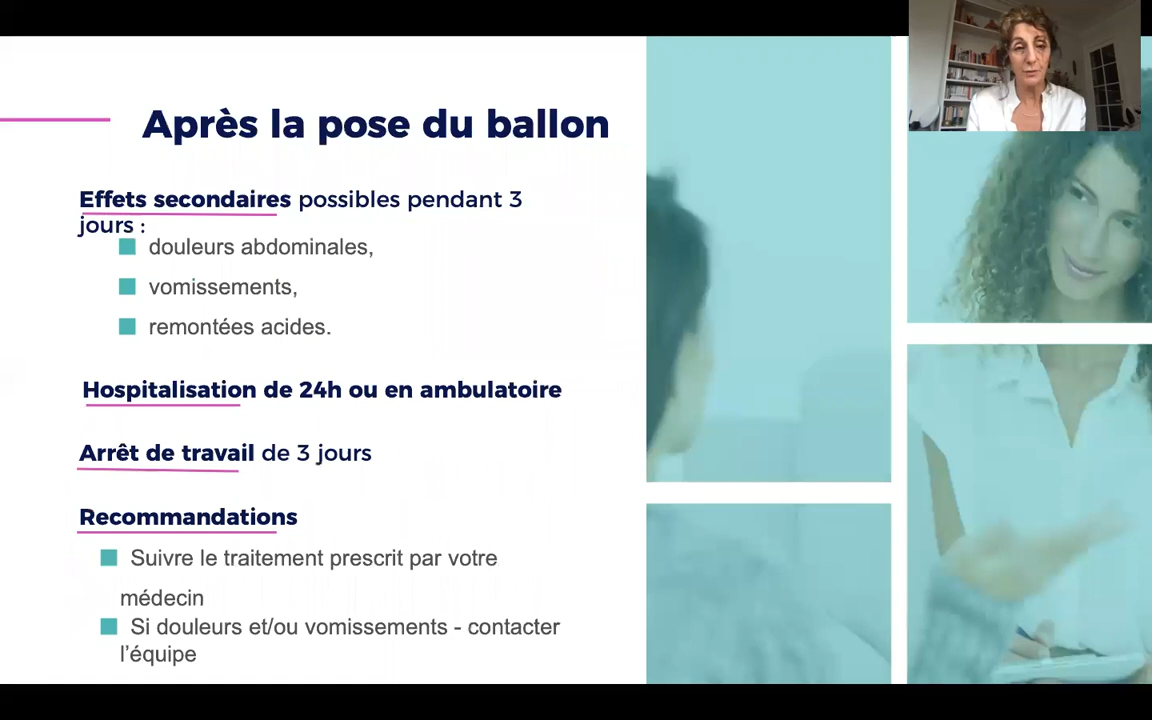 Après la pose du ballon
Effets secondaires possibles pendant 3
jours :
douleurs abdominales,
vomissements,
remontées acides.
Hospitalisation de 24h ou en ambulatoire
Arrêt de travail de 3 jours
Recommandations
Suivre le traitement prescrit par votre
médecin
Si douleurs et/ou vomissements - contacter
l'équipe